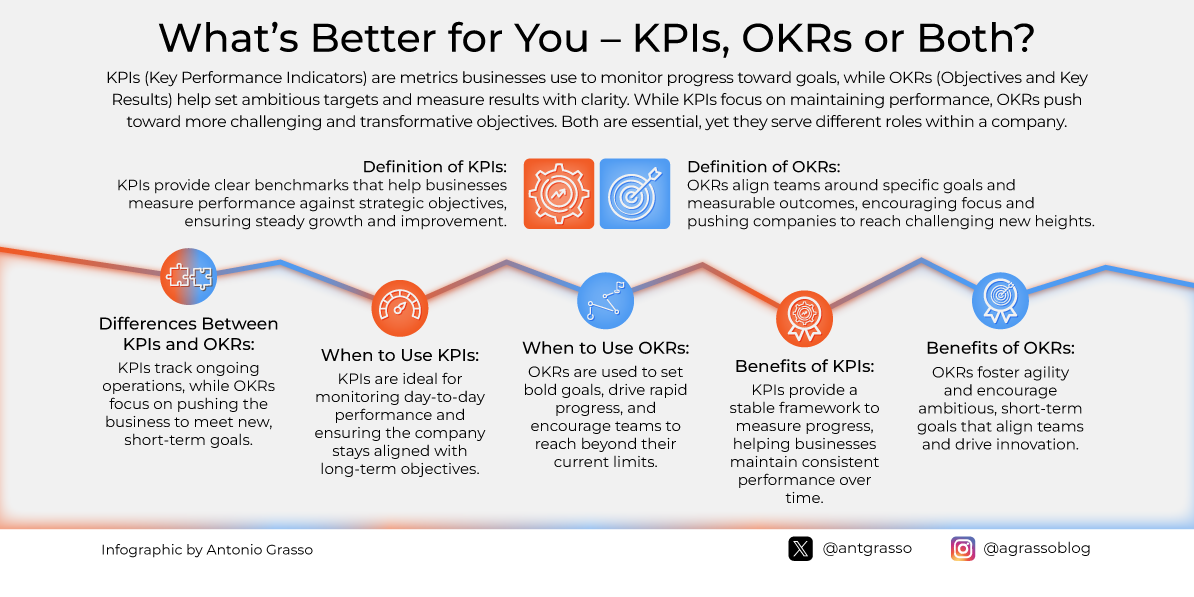 What's Better for You – KPIs, OKRs or Both?
KPIs (Key Performance Indicators) are metrics businesses use to monitor progress toward goals, while OKRs (Objectives and Key
Results) help set ambitious targets and measure results with clarity. While KPIs focus on maintaining performance, OKRs push
toward more challenging and transformative objectives. Both are essential, yet they serve different roles within a company.
Definition of KPIs:
KPIs provide clear benchmarks that help businesses
measure performance against strategic objectives,
ensuring steady growth and improvement.
Definition of OKRs:
OKRs align teams around specific goals and
measurable outcomes, encouraging focus and
pushing companies to reach challenging new heights.
Differences Between
KPIs and OKRs:
KPIs track ongoing
operations, while OKRs
focus on pushing the
business to meet new,
short-term goals.
When to Use KPIs:
KPIs are ideal for
monitoring day-to-day
performance and
ensuring the company
stays aligned with
long-term objectives.
When to Use OKRs:
OKRs are used to set
bold goals, drive rapid
progress, and
encourage teams to
reach beyond their
current limits.
Benefits of KPIs:
KPIs provide a
stable framework to
measure progress,
helping businesses
maintain consistent
performance over
time.
Benefits of OKRs:
OKRs foster agility
and encourage
ambitious, short-term
goals that align teams
and drive innovation.
Infographic by Antonio Grasso
@antgrasso
@agrassoblog